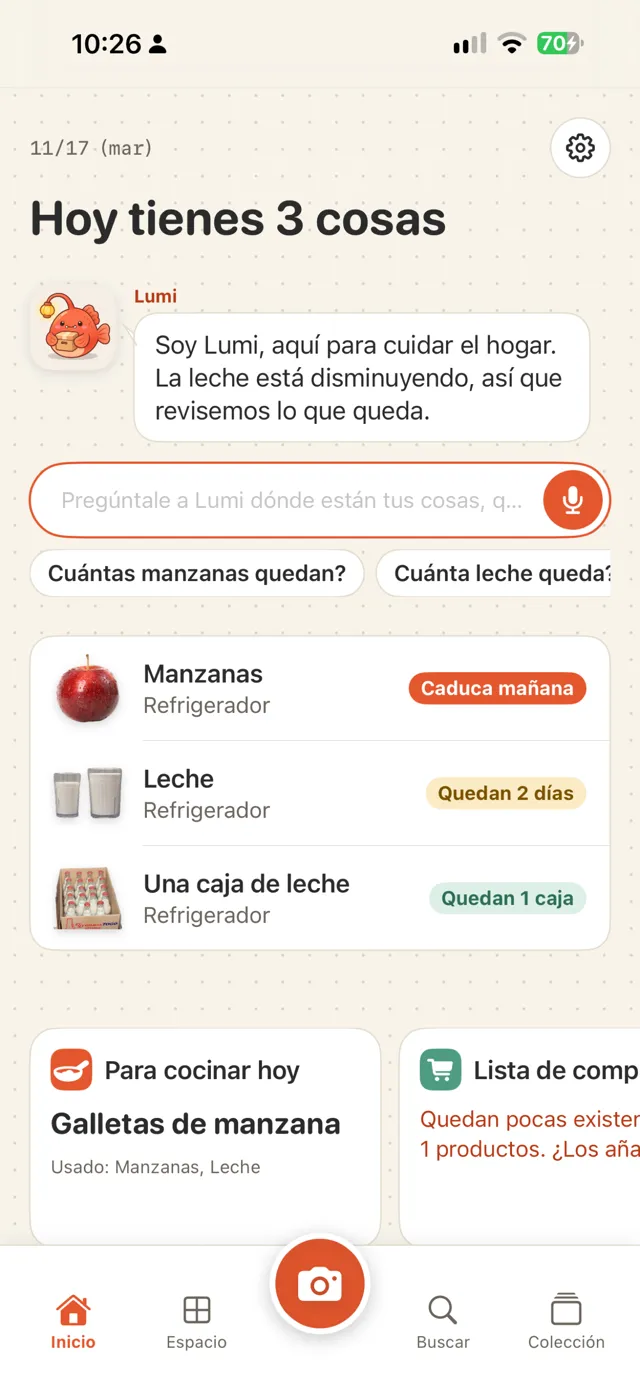 10:26
70
11/17 (mar)
Hoy tienes 3 cosas
Lumi
Soy Lumi, aquí para cuidar el hogar.
La leche está disminuyendo, así que
revisemos lo que queda.
Pregúntale a Lumi dónde están tus cosas, q...
Cuántas manzanas quedan?
Cuánta leche queda?
Manzanas
Refrigerador
Caduca mañana
Leche
Refrigerador
Quedan 2 días
Una caja de leche
Refrigerador
Quedan 1 caja
Para cocinar hoy
Galletas de manzana
Usado: Manzanas, Leche
Lista de comp
Quedan pocas existen
1 productos. ¿Los aña
Inicio
Espacio
Buscar
Colección